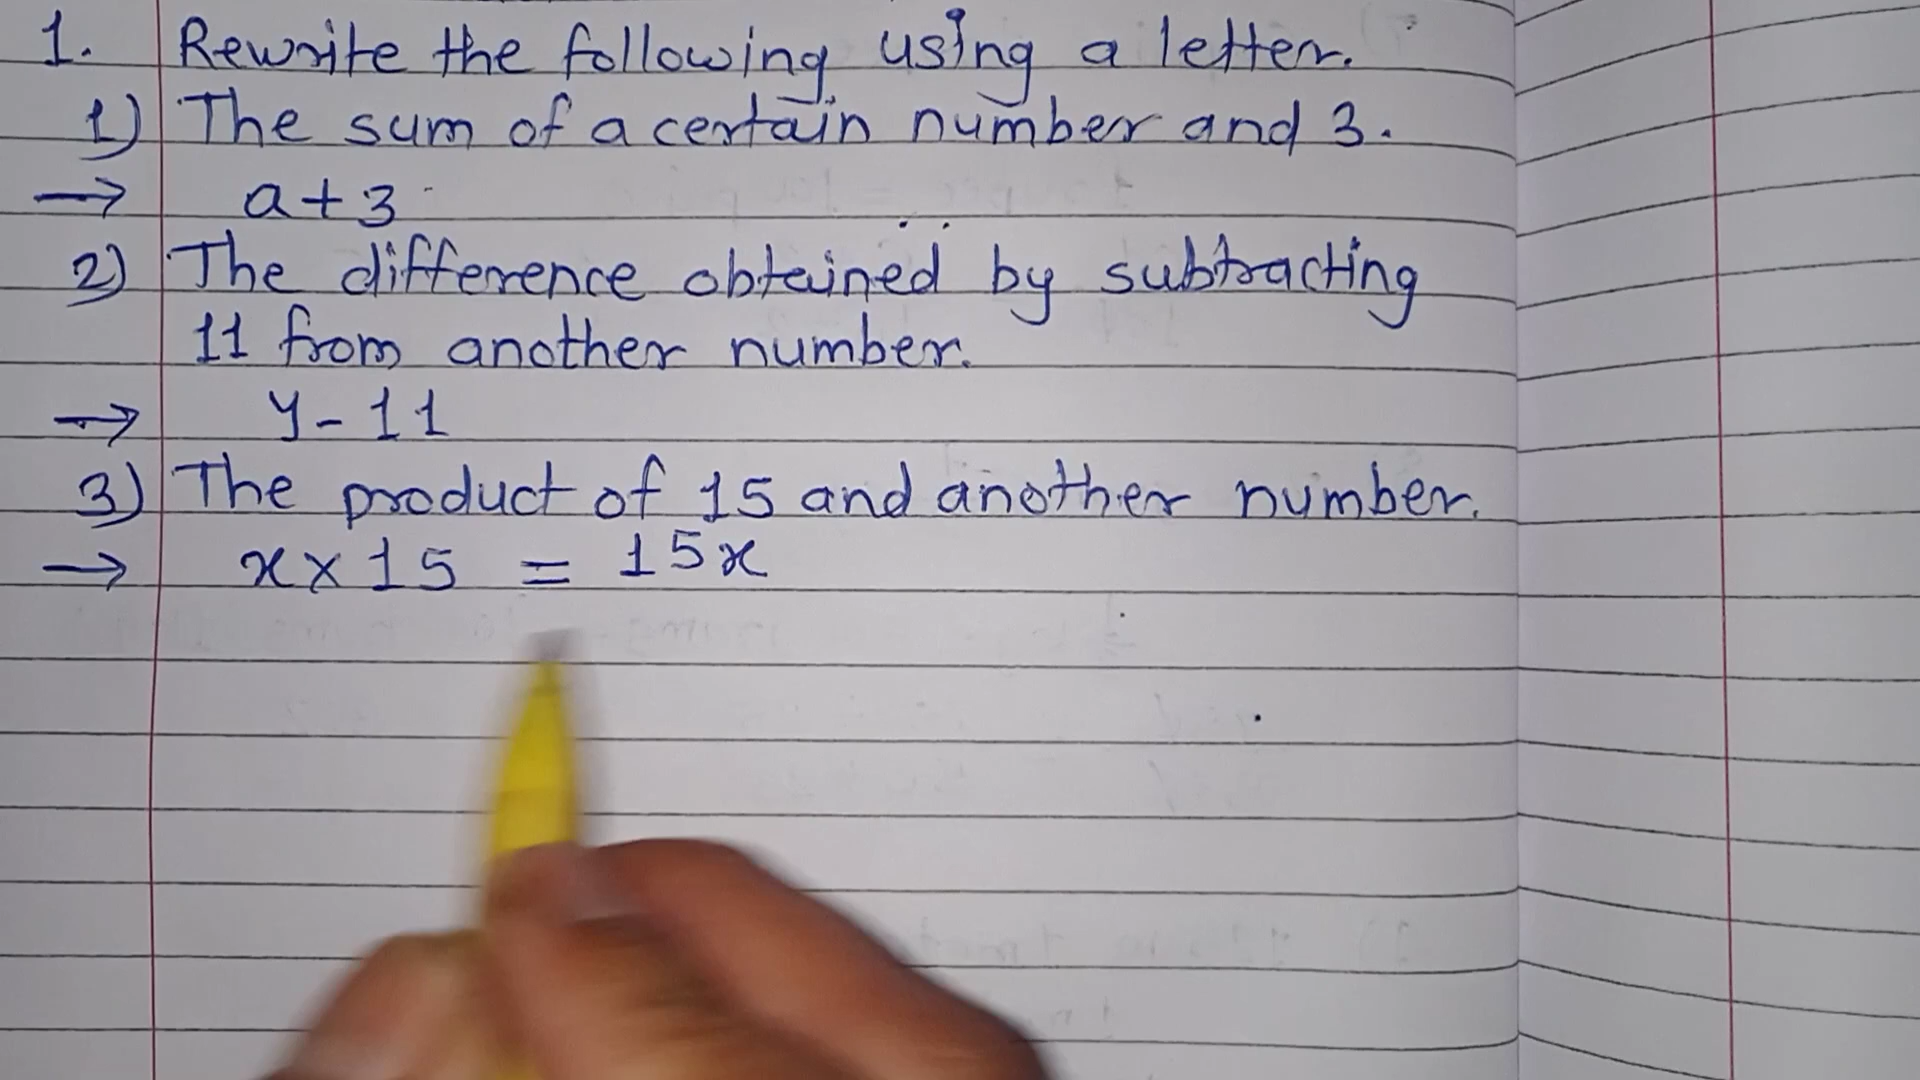 1. Rewrite the following using a letter.
1) The sum of a certain number and 3.
→ a+3
2) The difference obtained by subtracting
11 from another number.
→ y-11
3) The product of 15 and another number.
→ x×15 = 15x